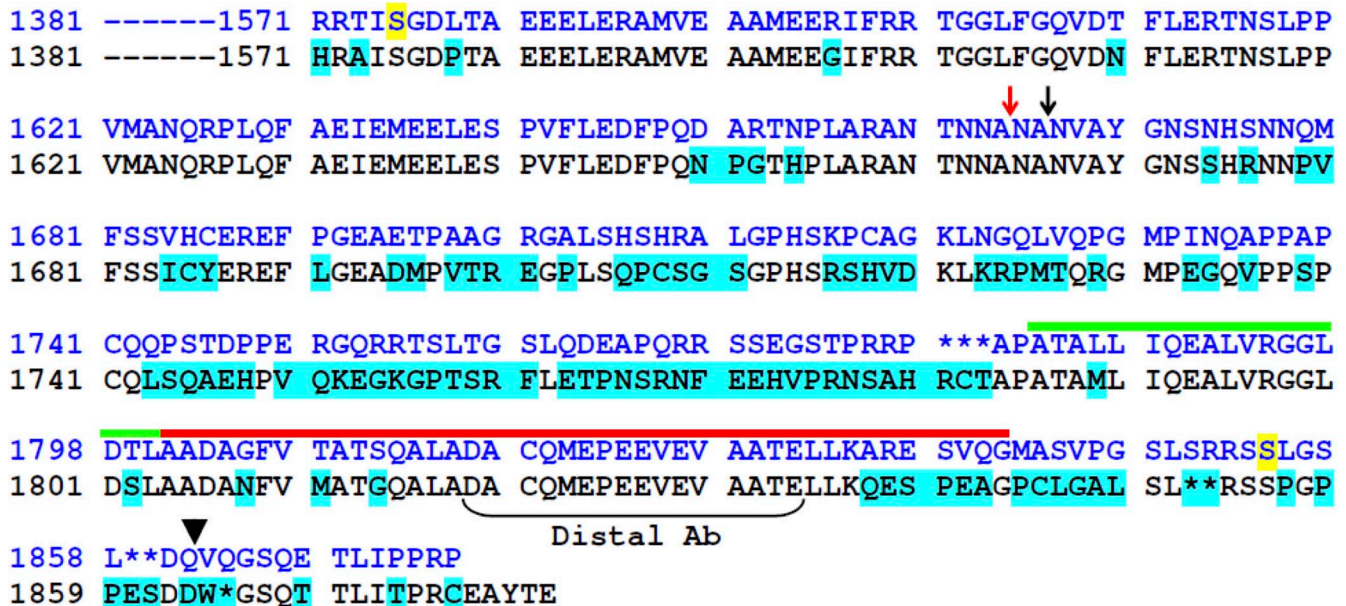 1381 ------1571 RRTISGDLTA EEELERAMVE AAMEERIFRR TGGLFGQVDT FLERTNSLPP
1381 ------1571 HRAISGDPTA EEELERAMVE AAMEEGIFRR TGGLFGQVDN FLERTNSLPP
1621 VMANQRPLQF AEIEMEELES PVFLEDFPQD ARTNPLARAN TNNANANVAY GNSNHSNNQM
1621 VMANQRPLQF AEIEMEELES PVFLEDFPQN PGTHPLARAN TNNANANVAY GNSSHRNNPV
1681 FSSVHCEREF PGEAETPAAG RGALSHSHRA LGPHSKPCAG KLNGQLVQPG MPINQAPPAP
1681 FSSICYEREF LGEADMPVTR EGPLSQPCSG SGPHSRSHVD KLKRPMTQRG MPEGQVPPSP
1741 CQQPSTDPPE RGQRRTSLTG SLQDEAPQRR SSEGSTPRRP ***APATALL IQEALVRGGL
1741 CQLSQAEHPV QKEGKGPTSR FLETPNSRNF EEHVPRNSAH RCTAPATAML IQEALVRGGL
1798 DTLAADAGFV TATSQALADA CQMEPEEVEV AATELLKARE SVQGMASVPG SLSRRSSLGS
1801 DSLAADANFV MATGQALADA CQMEPEEVEV AATELLKQES PEAGPCLGAL SL**RSSPGP
Distal Ab
1858 L**DQVQGSQE TLIPPRP
1859 PESDDW*GSQT TLITPRCEAYTE